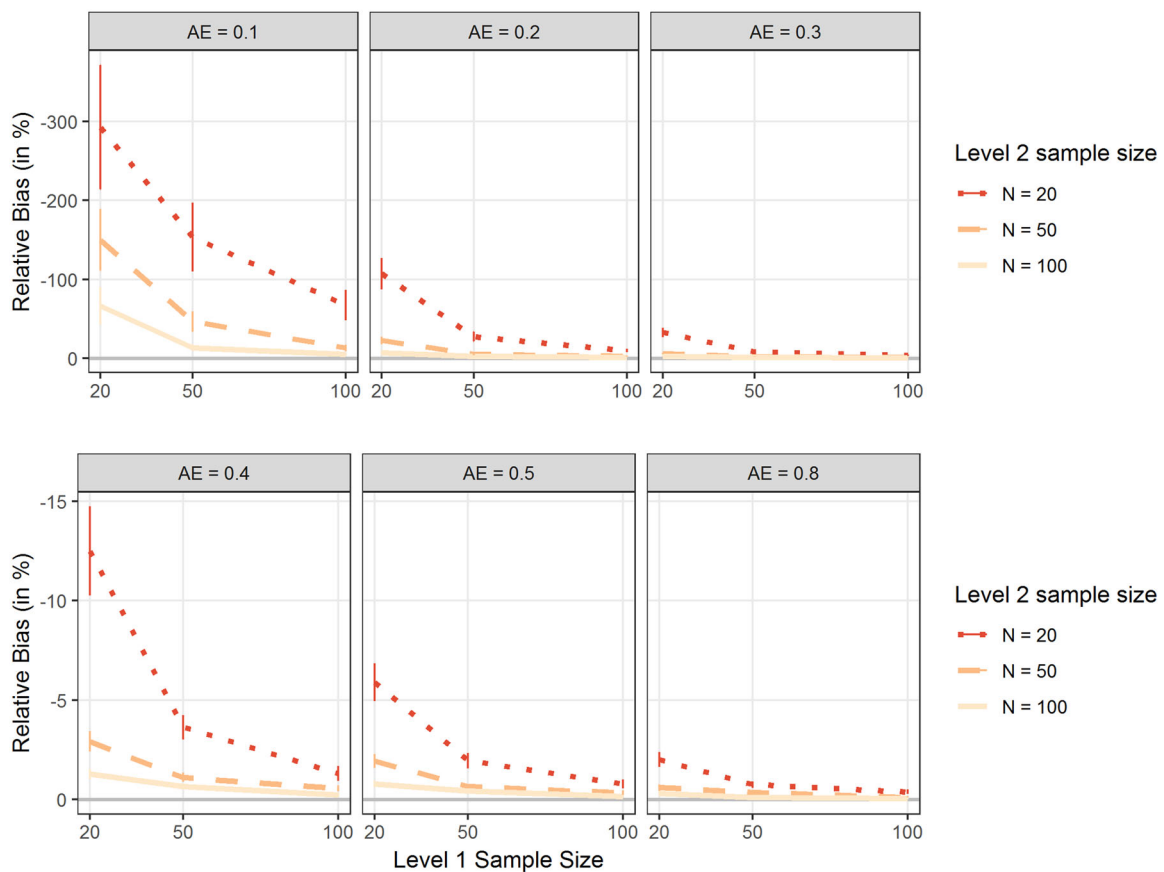 AE = 0.1
AE = 0.2
AE = 0.3
Relative Bias (in %)
-300
-200
-100
0
20
50
100
20
50
100
20
50
100
Level 2 sample size
N = 20
N = 50
N = 100
AE = 0.4
AE = 0.5
AE = 0.8
Relative Bias (in %)
-15
-10
-5
0
20
50
100
20
50
100
20
50
100
Level 1 Sample Size
Level 2 sample size
N = 20
N = 50
N = 100